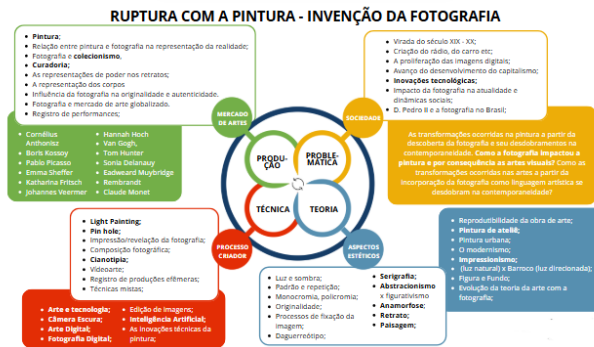 RUPTURA COM A PINTURA - INVENÇÃO DA FOTOGRAFIA
Pintura;
Relação entre pintura e fotografia na representação da realidade;
Fotografia e colecionismo,
Curadoria;
As representações de poder nos retratos;
A representação dos corpos
Influência da fotografia na originalidade e autenticidade.
Fotografia e mercado de arte globalizado.
Registro de performances;
MERCADO
DE ARTES
Cornélius
Anthonisz
Boris Kossoy
Pablo Picasso
Emma Sheffer
Katharina Fritsch
Johannes Veermer
Hannah Hoch
Van Gogh,
Tom Hunter
Sonia Delanauy
Eadweard Muybridge
Rembrandt
Claude Monet
Virada do século XIX - XX;
Criação do rádio, do carro etc;
A proliferação das imagens digitais;
Avanço do desenvolvimento do capitalismo;
Inovações tecnológicas;
Impacto da fotografia na atualidade e
dinâmicas sociais;
D. Pedro II e a fotografia no Brasil;
SOCIEDADE
As transformações ocorridas na pintura a partir da
descoberta da fotografia e seu desdobramentos na
contemporaneidade. Como a fotografia impactou a
pintura e por consequência as artes visuais? Como as
transformações ocorridas nas artes a partir da
incorporação da fotografia como linguagem artística se
desdobram na contemporaneidade?
PRODU-
ÇÃO
PROBLE-
MÁTICA
TÉCNICA
TEORIA
Light Painting;
Pin hole;
Impressão/revelação da fotografia;
Composição fotográfica;
Cianotipia;
Videoarte;
Registro de produções efêmeras;
Técnicas mistas;
PROCESSO
CRIADOR
Arte e tecnologia;
Câmera Escura;
Arte Digital;
Fotografia Digital;
Edição de imagens;
Inteligência Artificial;
As inovações técnicas da
pintura;
ASPECTOS
ESTÉTICOS
Luz e sombra;
Padrão e repetição;
Monocromia, policromia;
Originalidade;
Processos de fixação da
imagem;
Daguerreótipo;
Serigrafia;
Abstracionismo
x figurativismo
Anamorfose;
Retrato;
Paisagem;
Reprodutibilidade da obra de arte;
Pintura de ateliê;
Pintura urbana;
O modernismo;
Impressionismo;
(luz natural) x Barroco (luz direcionada);
Figura e Fundo;
Evolução da teoria da arte com a
fotografia;